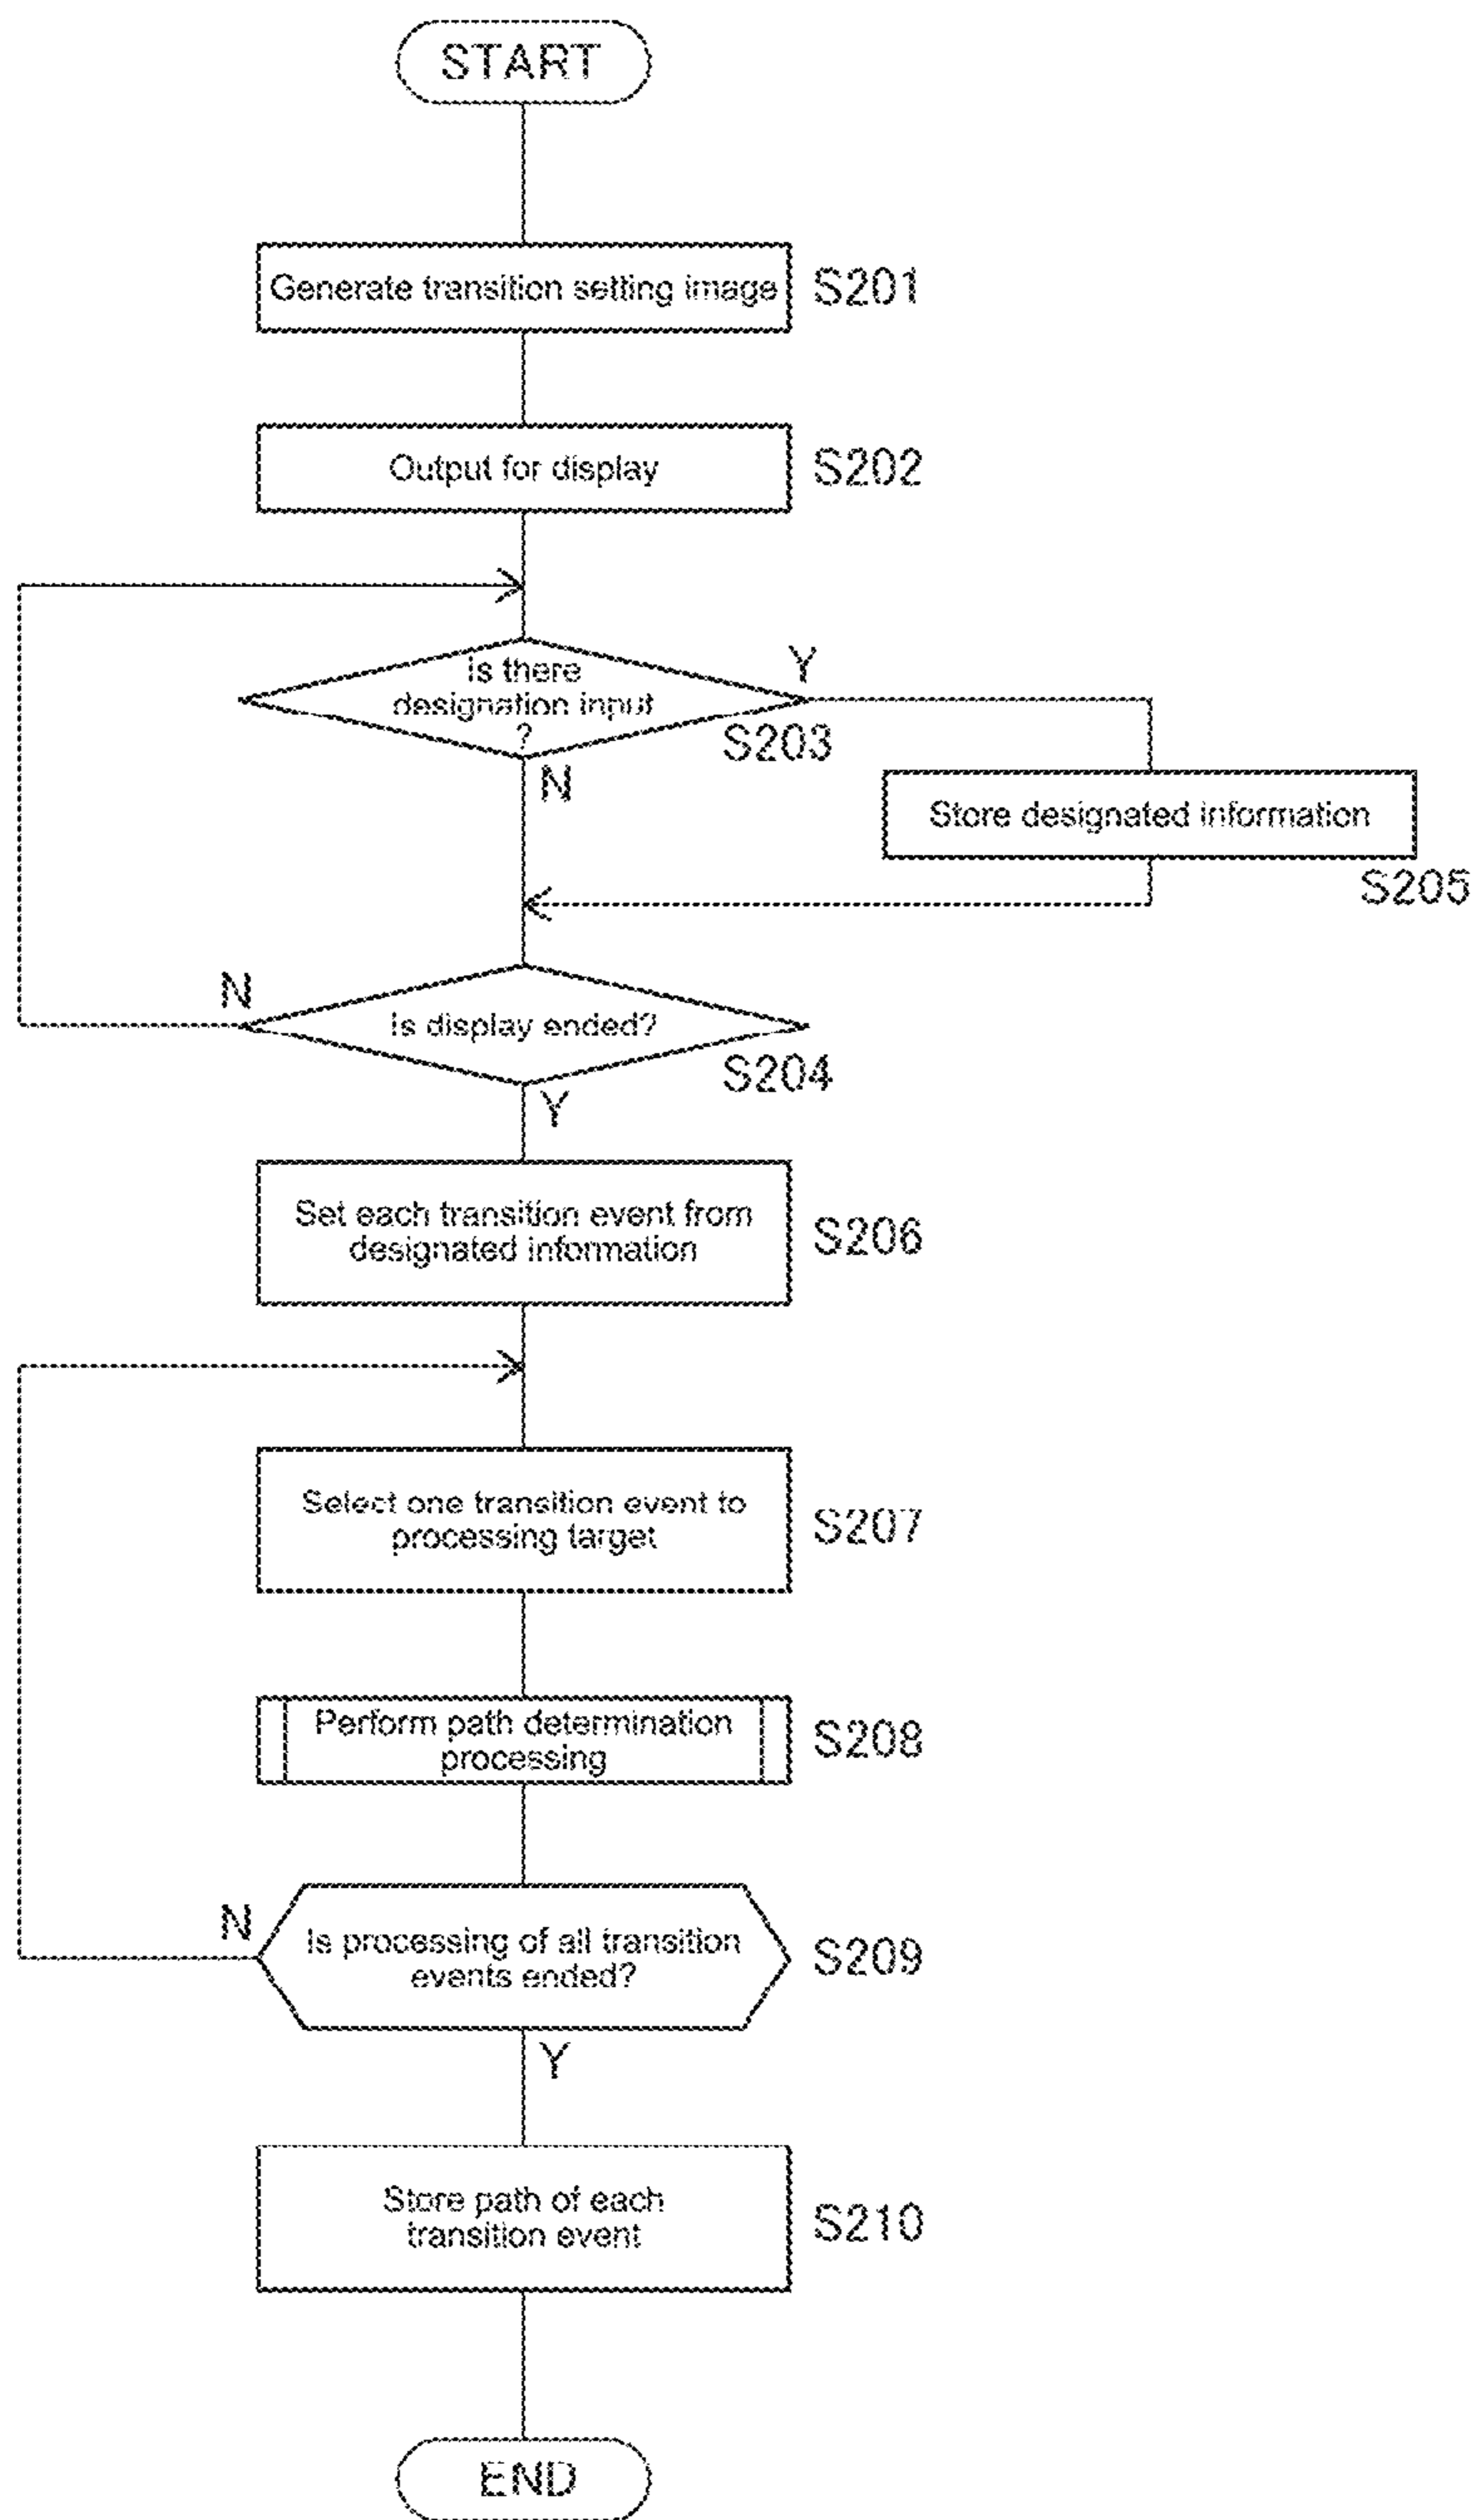 START
Generate transition setting image
S201
Output for display
S202
Is there
designation input
?
Y
S203
N
Store designated information
S205
N
Is display ended?
S204
Y
Set each transition event from
designated information
S206
Select one transition event to
processing target
S207
Perform path determination
processing
S208
N
Is processing of all transition
events ended?
S209
Y
Store path of each
transition event
S210
END